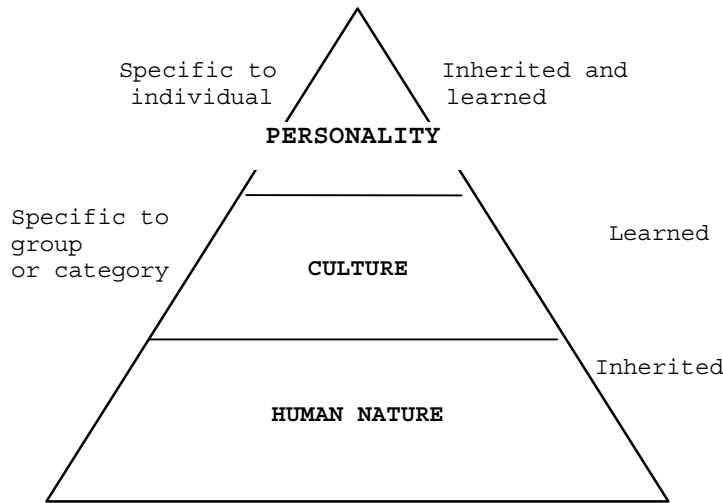 Specific to
individual
Inherited and
learned
PERSONALITY
Specific to
group
or category
Learned
CULTURE
Inherited
HUMAN NATURE